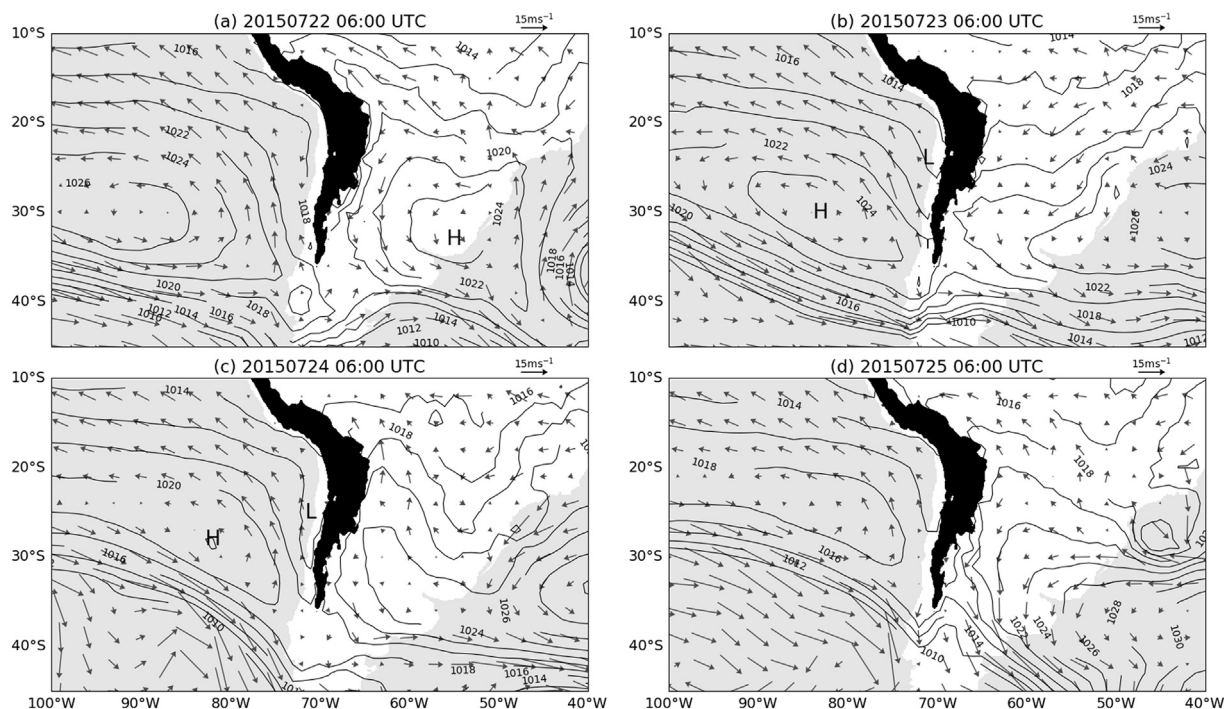 (a) 20150722 06:00 UTC
15ms⁻¹
(b) 20150723 06:00 UTC
15ms⁻¹
10°S
20°S
30°S
40°S
1016
1014
1022
1024
1026
1020
1018
1024
H
1018
1016
1014
1020
1022
1012
1014
1016
1018
1010
1012
1014
1010
10°S
20°S
30°S
40°S
1014
1016
1014
1018
L
1022
1024
1020
H
1024
1026
1016
1022
1018
1010
1014
1012
(c) 20150724 06:00 UTC
15ms⁻¹
(d) 20150725 06:00 UTC
15ms⁻¹
10°S
20°S
30°S
40°S
1014
1016
1018
1020
L
H
1016
1010
1026
1024
1018
1016
1014
100°W
90°W
80°W
70°W
60°W
50°W
40°W
10°S
20°S
30°S
40°S
1014
1016
1018
1018
1016
1012
1028
1014
1024
1030
1010
1026
100°W
90°W
80°W
70°W
60°W
50°W
40°W